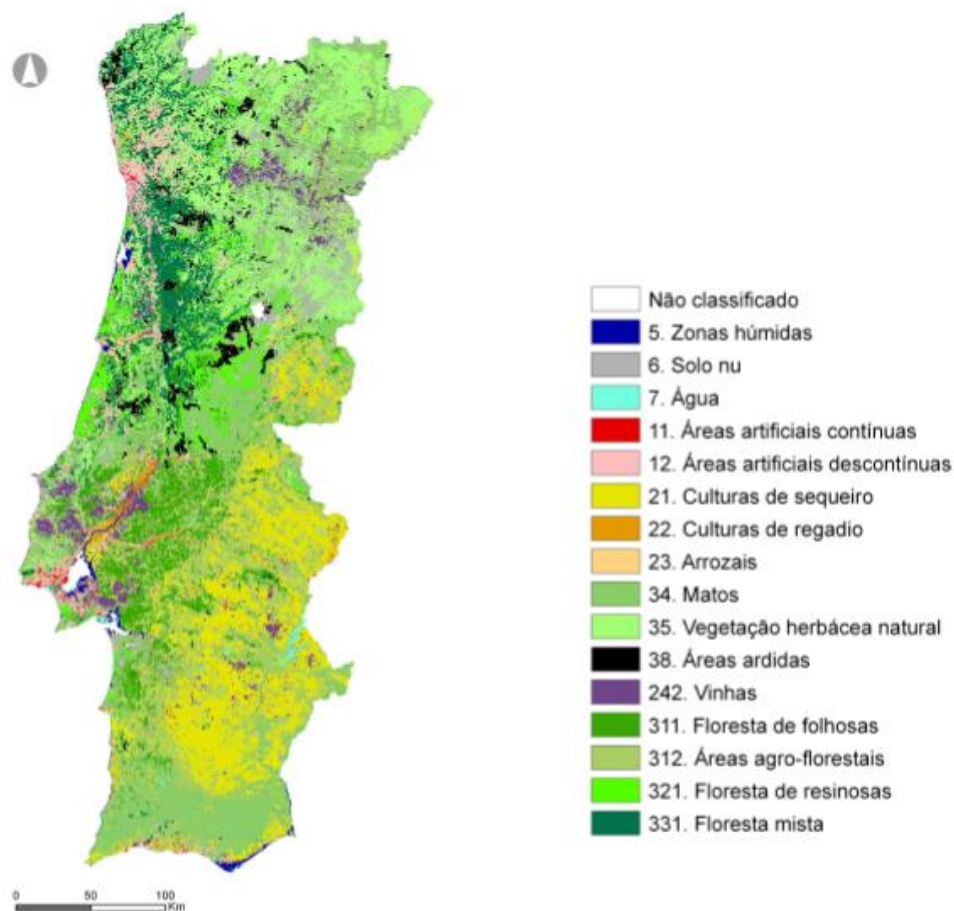 Não classificado
5. Zonas húmidas
6. Solo nu
7. Água
11. Áreas artificiais contínuas
12. Áreas artificiais descontínuas
21. Culturas de sequeiro
22. Culturas de regadio
23. Arrozais
34. Matos
35. Vegetação herbácea natural
38. Áreas ardidas
242. Vinhas
311. Floresta de folhosas
312. Áreas agro-florestais
321. Floresta de resinosas
331. Floresta mista
0 50 100
Km